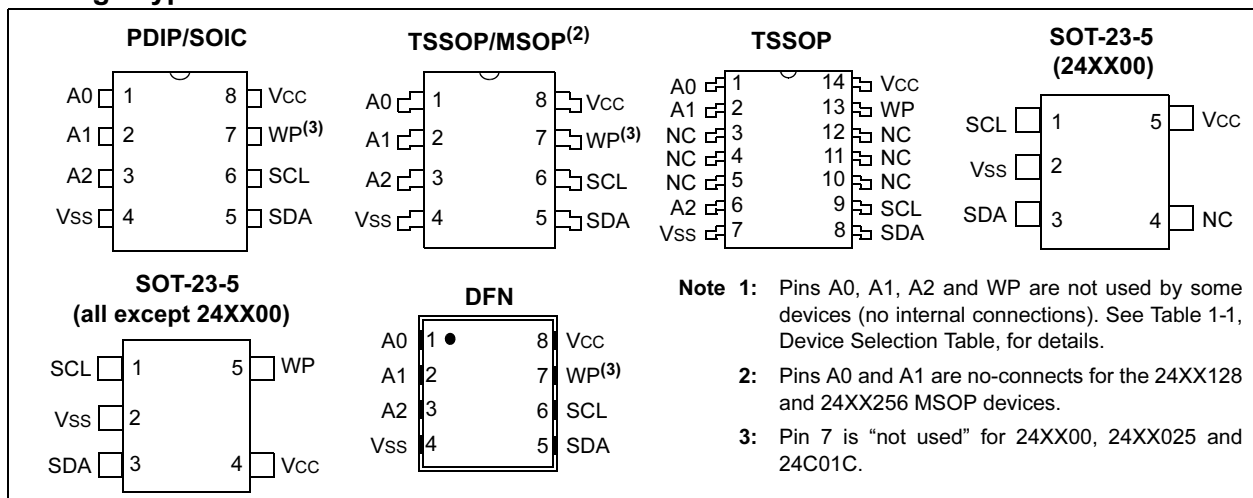 PDIP/SOIC
A0 1 8 VCC
A1 2 7 WP(3)
A2 3 6 SCL
VSS 4 5 SDA
TSSOP/MSOP(2)
A0 1 8 VCC
A1 2 7 WP(3)
A2 3 6 SCL
VSS 4 5 SDA
TSSOP
A0 1 14 VCC
A1 2 13 WP
NC 3 12 NC
NC 4 11 NC
NC 5 10 NC
A2 6 9 SCL
VSS 7 8 SDA
SOT-23-5
(24XX00)
SCL 1 5 VCC
VSS 2
SDA 3 4 NC
SOT-23-5
(all except 24XX00)
SCL 1 5 WP
VSS 2
SDA 3 4 VCC
DFN
A0 1 8 VCC
A1 2 7 WP(3)
A2 3 6 SCL
VSS 4 5 SDA
Note 1: Pins A0, A1, A2 and WP are not used by some
devices (no internal connections). See Table 1-1,
Device Selection Table, for details.
2: Pins A0 and A1 are no-connects for the 24XX128
and 24XX256 MSOP devices.
3: Pin 7 is “not used” for 24XX00, 24XX025 and
24C01C.